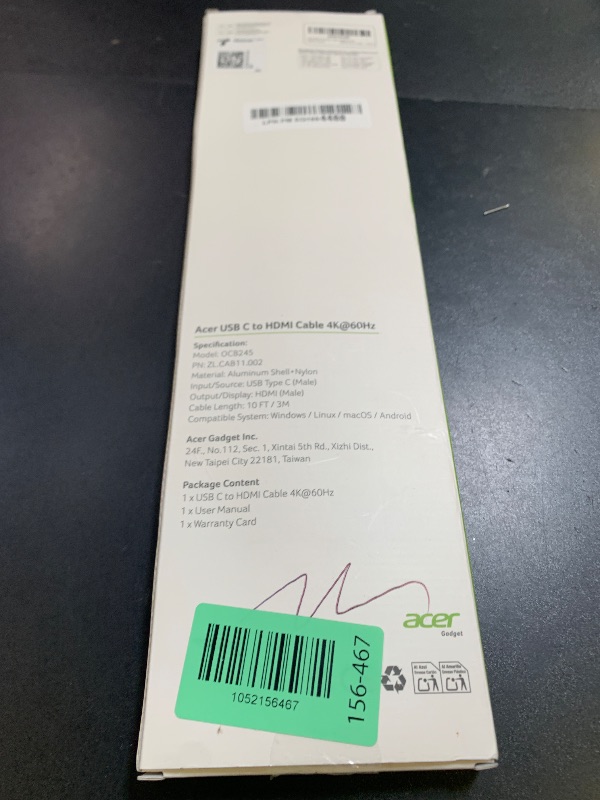 Acer USB C to HDMI Cable 4K@60Hz
Specification:
Model: OCB245
PN: ZL.CAB11.002
Material: Aluminum Shell+Nylon
Input/Source: USB Type C (Male)
Output/Display: HDMI (Male)
Cable Length: 10 FT / 3M
Compatible System: Windows / Linux / macOS / Android
Acer Gadget Inc.
24F., No.112, Sec. 1, Xintai 5th Rd., Xizhi Dist.,
New Taipei City 22181, Taiwan
Package Content
1 x USB C to HDMI Cable 4K@60Hz
1 x User Manual
1 x Warranty Card
acer
Gadget
1052156467
156-467